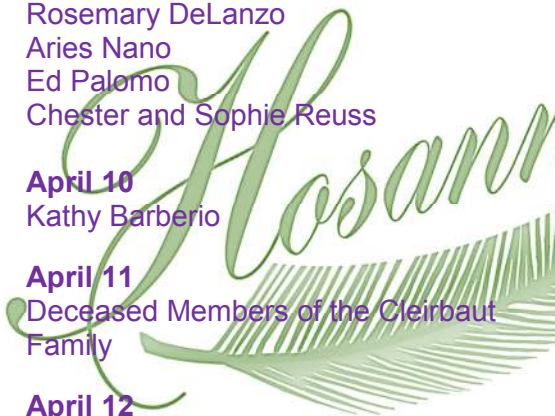 Rosemary DeLanzo
Aries Nano
Ed Palomo
Chester and Sophie Reuss
Hosann
April 10
Kathy Barberio
April 11
Deceased Members of the Cleirbaut
Family
April 12